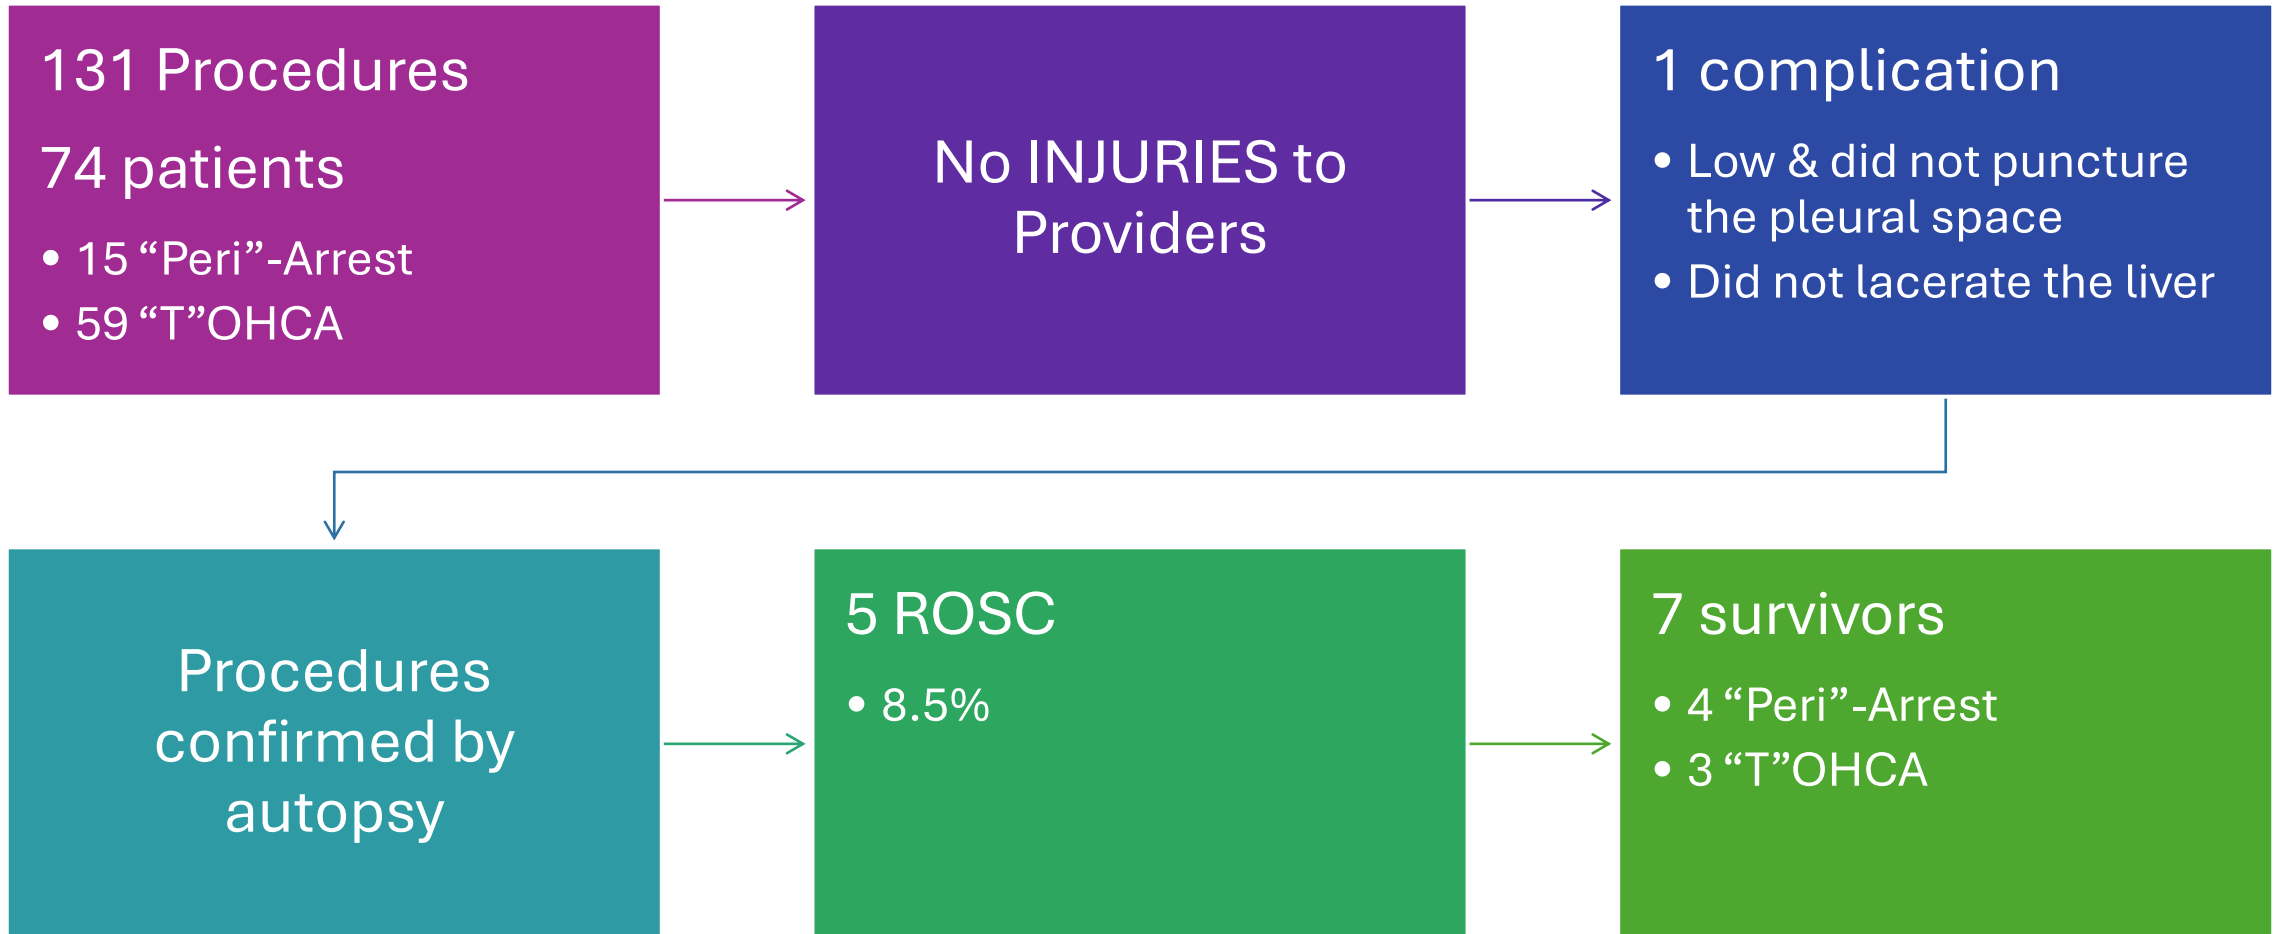 131 Procedures
74 patients
• 15 “Peri”-Arrest
• 59 “T”OHCA
No INJURIES to
Providers
1 complication
• Low & did not puncture
the pleural space
• Did not lacerate the liver
Procedures
confirmed by
autopsy
5 ROSC
• 8.5%
7 survivors
• 4 “Peri”-Arrest
• 3 “T”OHCA